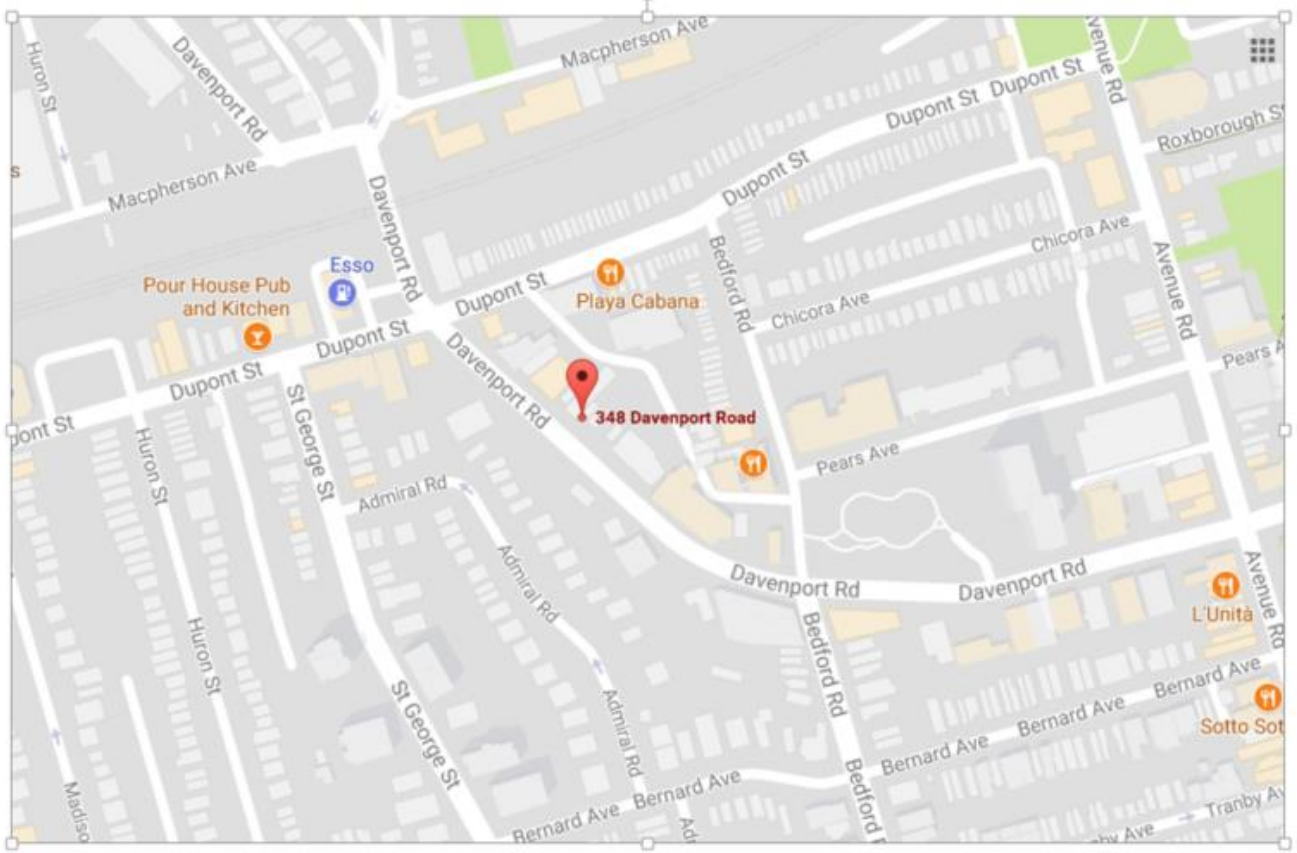 Huron St
Davenport Rd
Macpherson Ave
Avenue Rd
Dupont St
Dupont St
Roxborough S
s
Macpherson Ave
Davenport Rd
Dupont St
Chicora Ave
Avenue Rd
Esso
Pour House Pub
and Kitchen
Dupont St
Playa Cabana
Bedford Rd
Chicora Ave
Dupont St
Davenport Rd
Pears A
Dupont St
348 Davenport Road
pont St
St George St
Huron St
Pears Ave
Admiral Rd
Admiral Rd
Davenport Rd
Davenport Rd
Avenue Rd
L'Unità
Huron St
Bedford Rd
St George St
Admiral Rd
Bernard Ave
Bernard Ave
Sotto Sot
Bernard Ave
Bernard Ave
Bernard Ave
Bedford R
Madiso
Ad
by Ave
Tranby Av